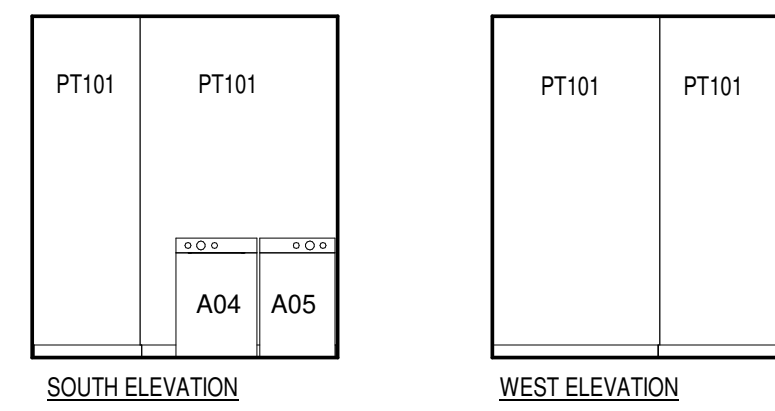 PT101 PT101
A04 A05
SOUTH ELEVATION
PT101 PT101
WEST ELEVATION